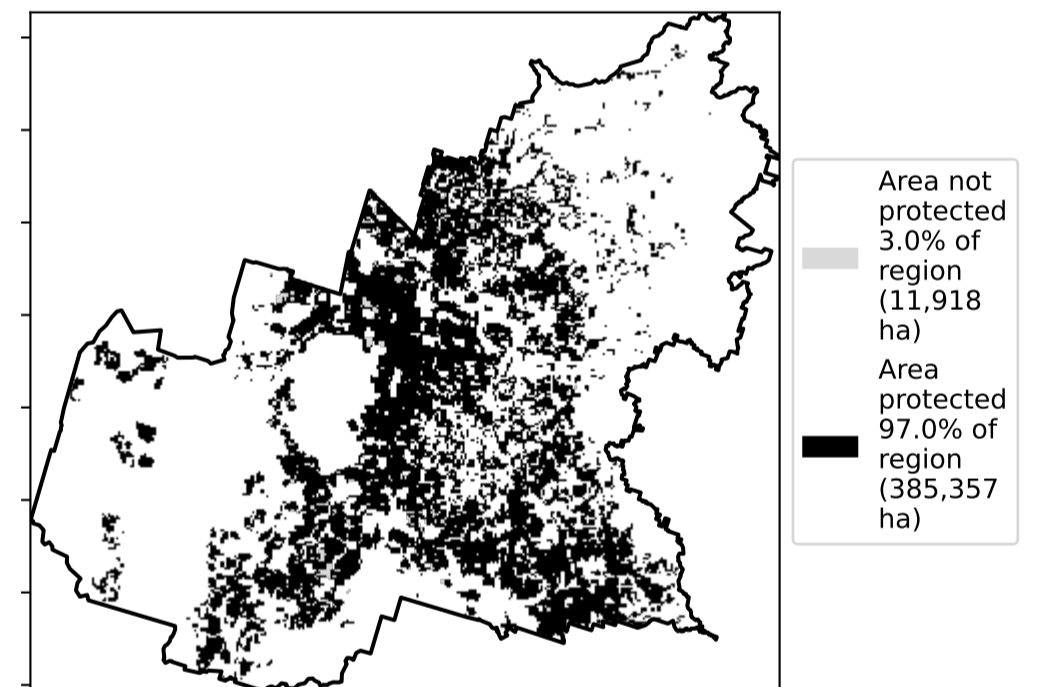 Area not
protected
3.0% of
region
(11,918
ha)
Area
protected
97.0% of
region
(385,357
ha)